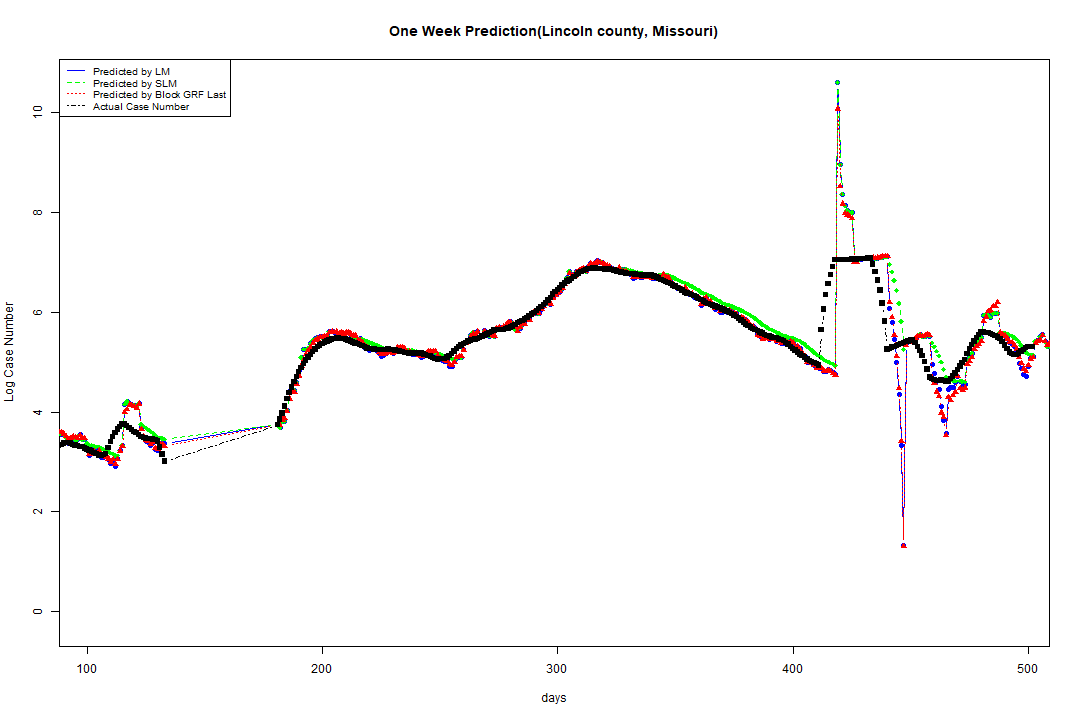 One Week Prediction(Lincoln county, Missouri)
Predicted by LM
Predicted by SLM
Predicted by Block GRF Last
Actual Case Number
10
8
6
4
2
0
Log Case Number
100 200 300 400 500
days